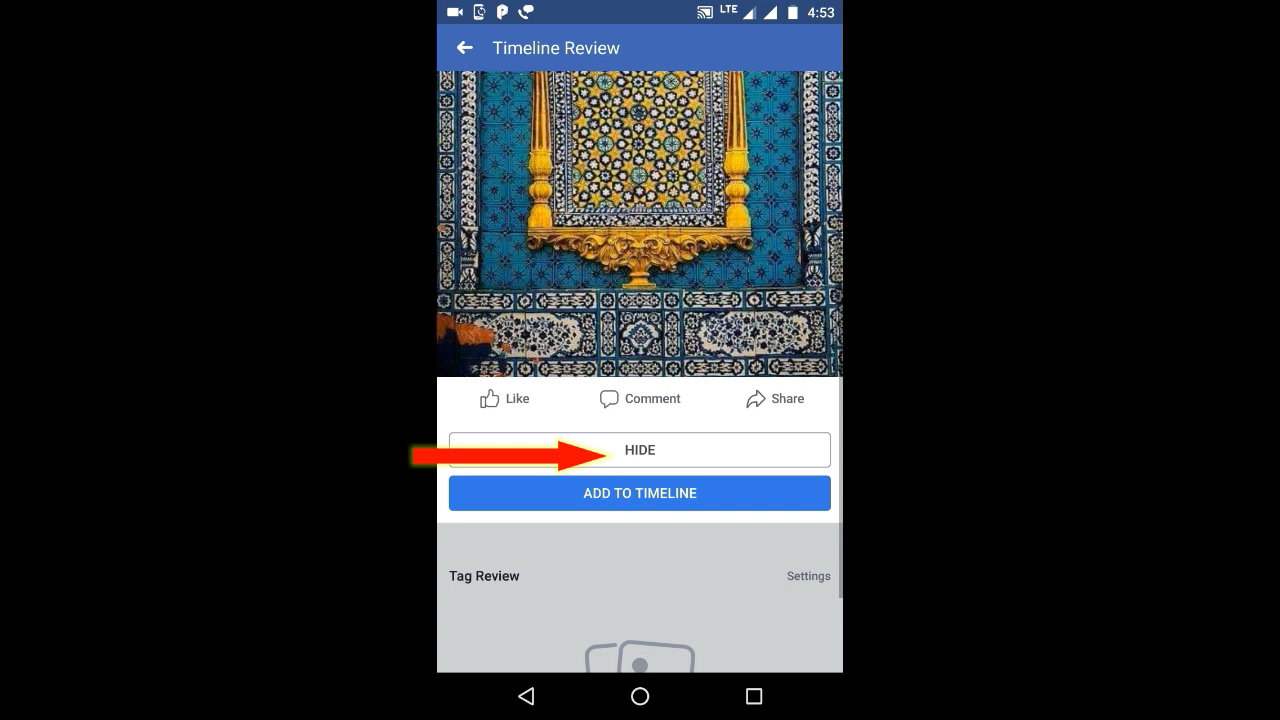 LTE 4:53
Timeline Review
Like Comment Share
HIDE
ADD TO TIMELINE
Tag Review Settings